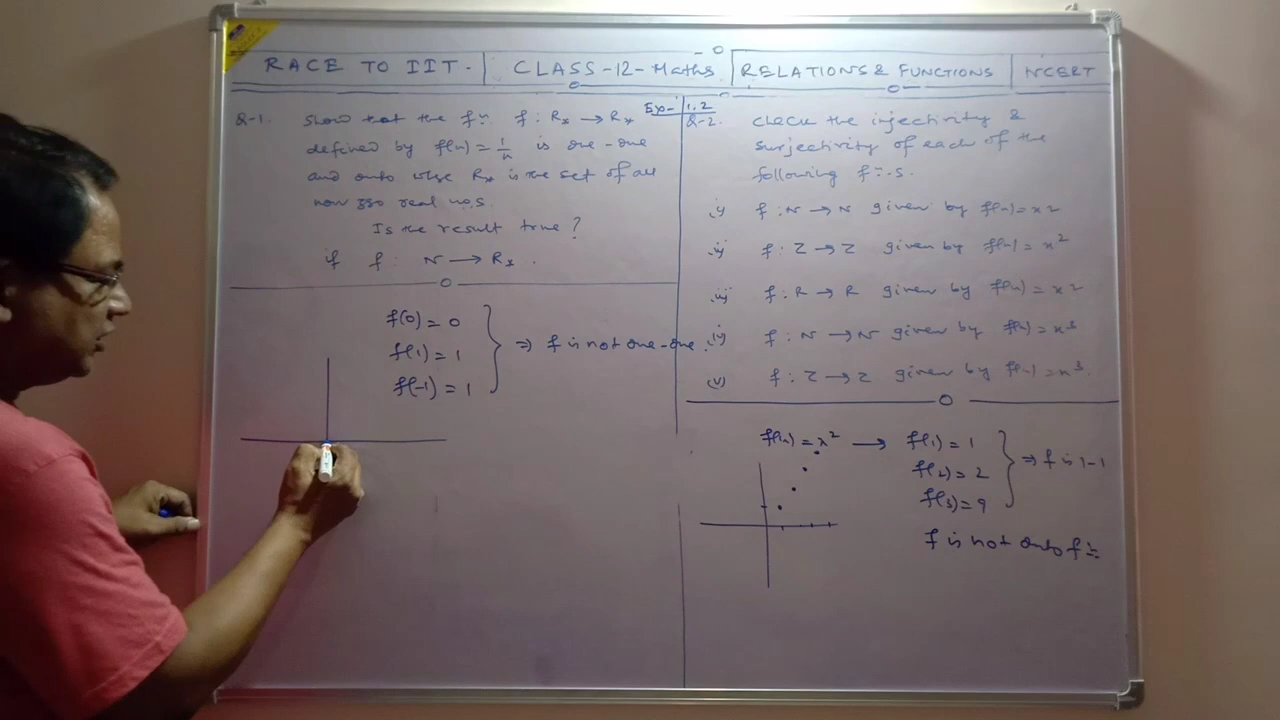 RACE TO IIT. CLASS-12-Maths RELATIONS & FUNCTIONS NCERT
Ex- 1.2
Q-1. Show that the fn. f: R* → R*
defined by f(x) = 1/x is one-one
and onto where R* is the set of all
non zero real no.s.
Is the result true?
if f: N → R*.
Q-2. Check the injectivity &
surjectivity of each of the
following fn.s.
i) f: N → N given by f(x) = x²
ii) f: Z → Z given by f(x) = x²
iii) f: R → R given by f(x) = x²
iv) f: N → N given by f(x) = x³
(v) f: Z → Z given by f(x) = x³.
f(0) = 0
f(1) = 1
f(-1) = 1
⇒ f is not one-one.
f(x) = x² → f(1) = 1
f(2) = 2
f(3) = 9
⇒ f is 1-1
f is not onto fn